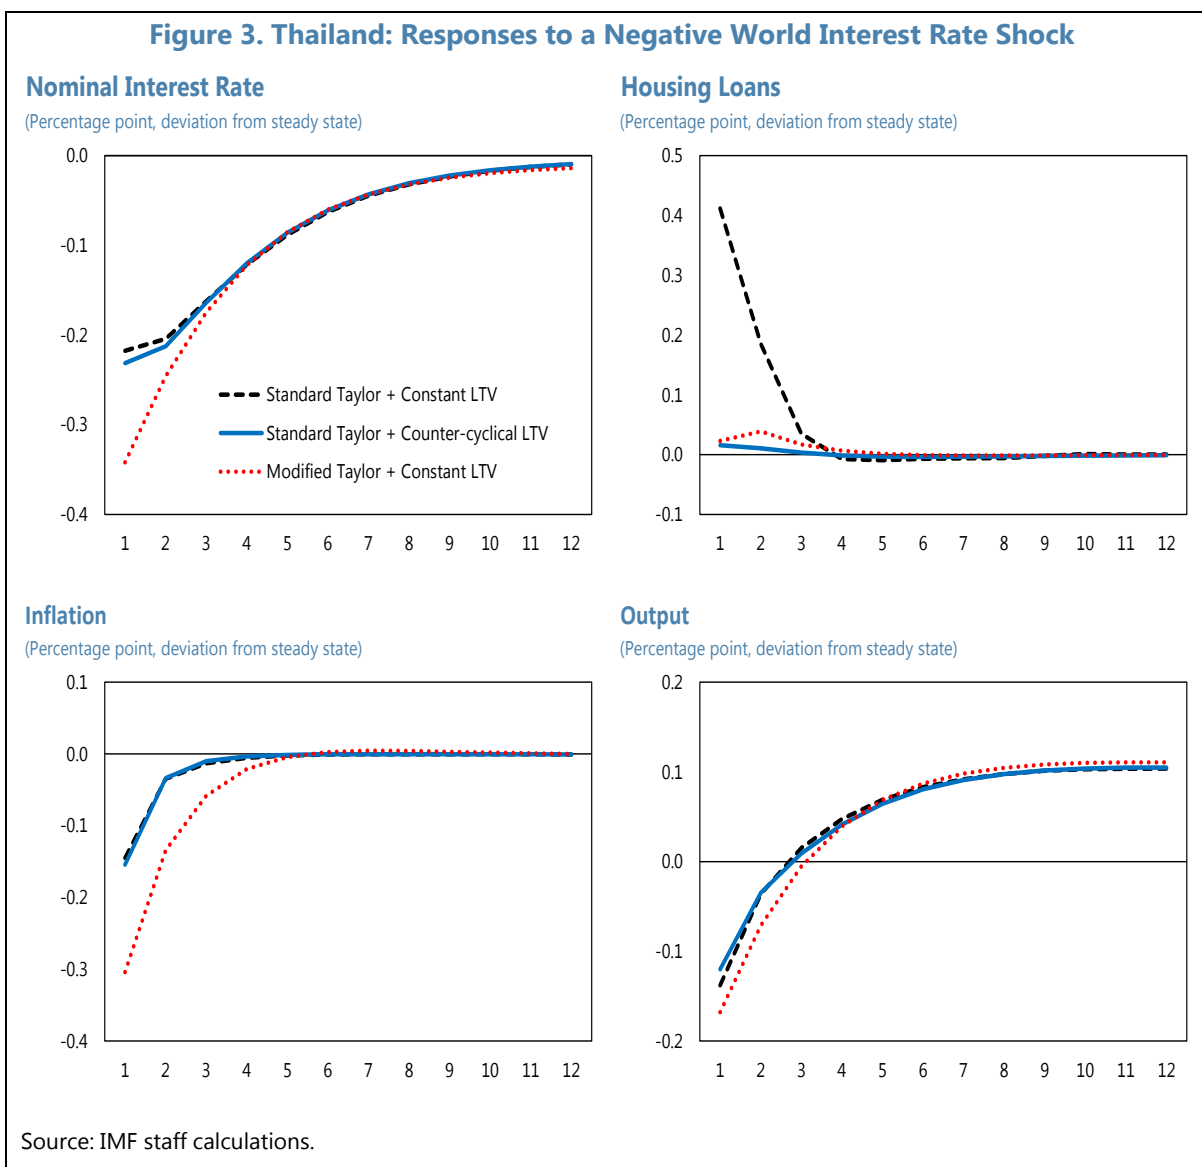 Figure 3. Thailand: Responses to a Negative World Interest Rate Shock
Nominal Interest Rate
(Percentage point, deviation from steady state)
0.0
-0.1
-0.2
-0.3
-0.4
Standard Taylor + Constant LTV
Standard Taylor + Counter-cyclical LTV
Modified Taylor + Constant LTV
1 2 3 4 5 6 7 8 9 10 11 12
Housing Loans
(Percentage point, deviation from steady state)
0.5
0.4
0.3
0.2
0.1
0.0
-0.1
1 2 3 4 5 6 7 8 9 10 11 12
Inflation
(Percentage point, deviation from steady state)
0.1
0.0
-0.1
-0.2
-0.3
-0.4
1 2 3 4 5 6 7 8 9 10 11 12
Output
(Percentage point, deviation from steady state)
0.2
0.1
0.0
-0.1
-0.2
1 2 3 4 5 6 7 8 9 10 11 12
Source: IMF staff calculations.